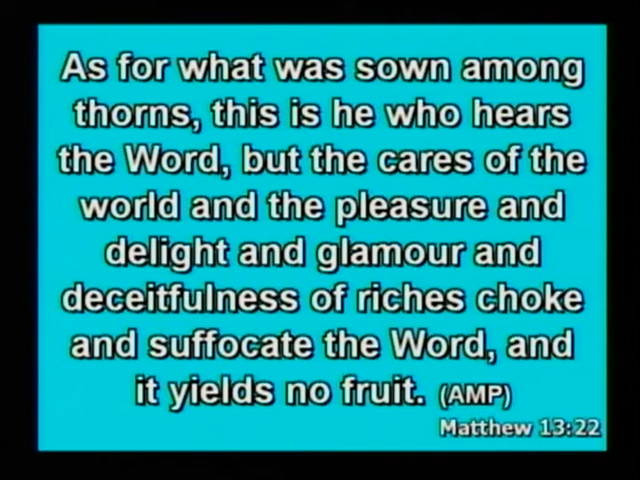 As for what was sown among
thorns, this is he who hears
the Word, but the cares of the
world and the pleasure and
delight and glamour and
deceitfulness of riches choke
and suffocate the Word, and
it yields no fruit. (AMP)
Matthew 13:22